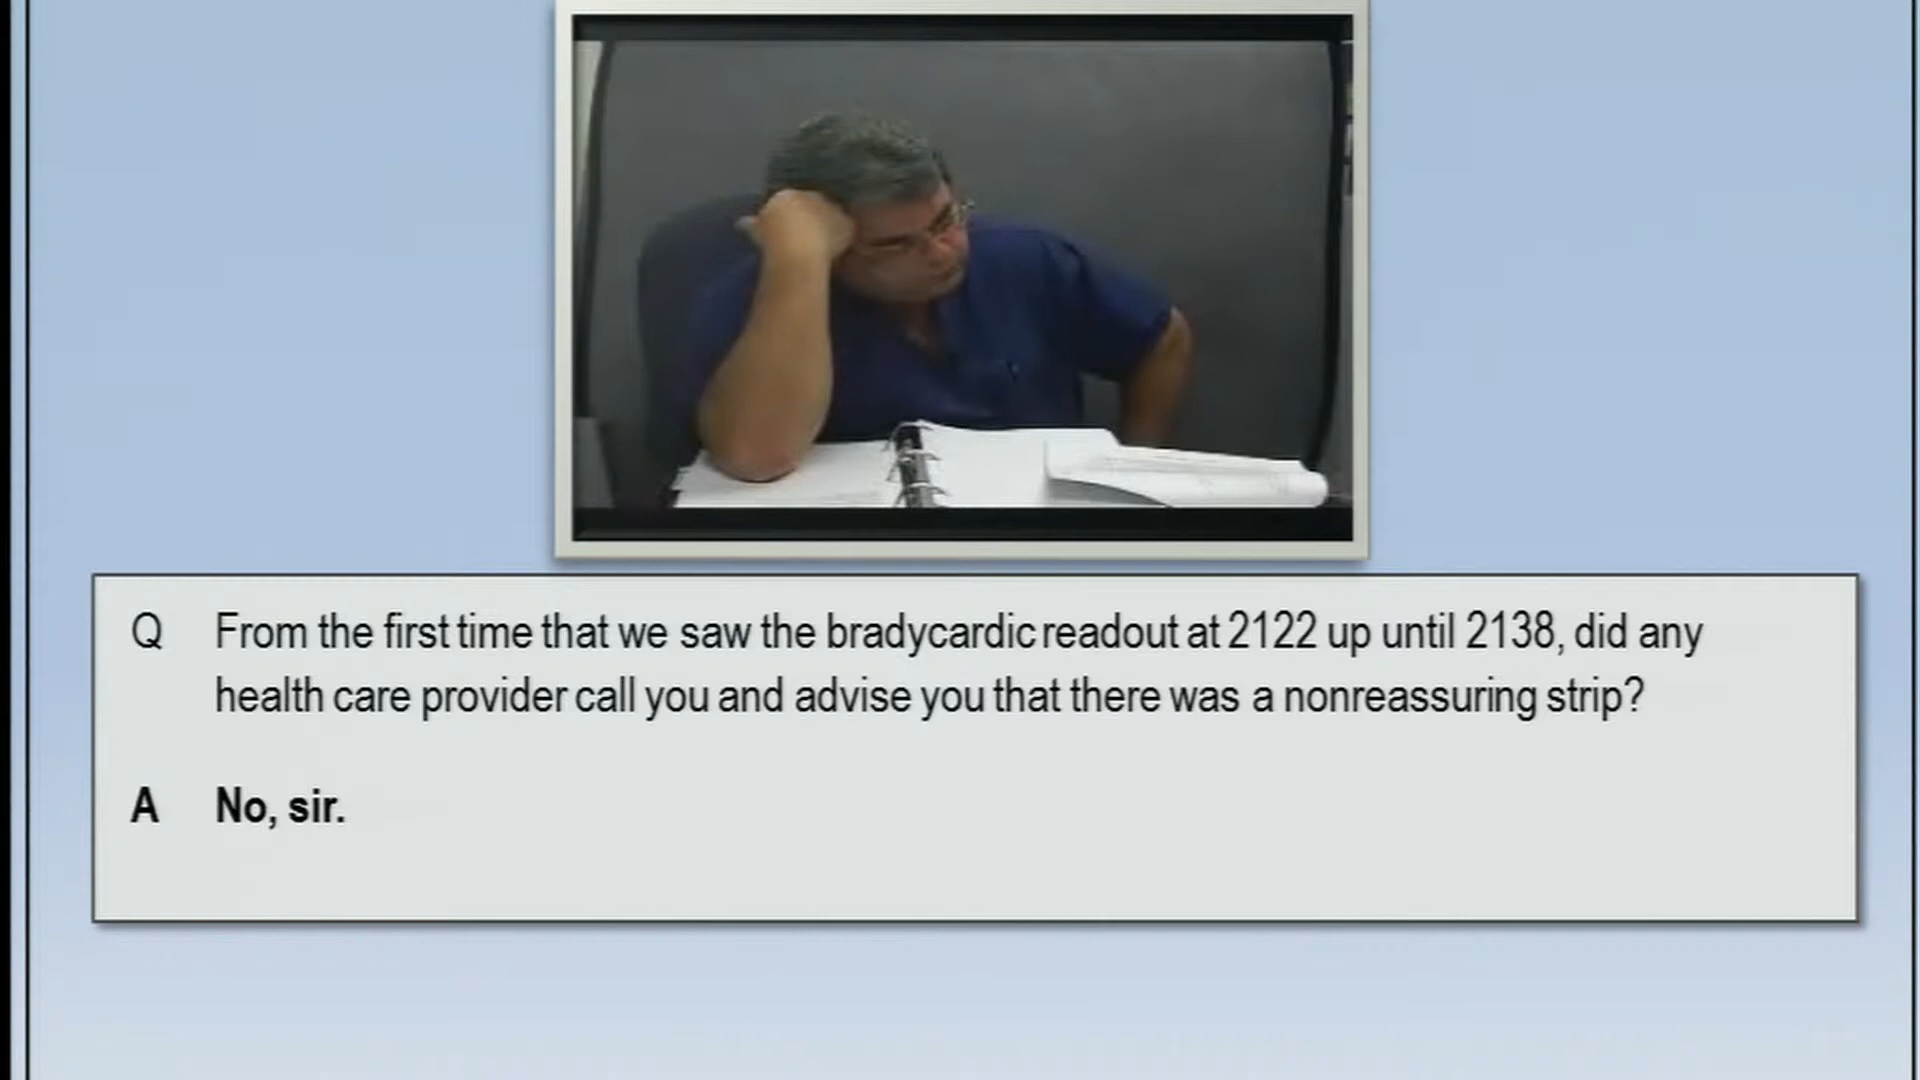 Q From the first time that we saw the bradycardic readout at 2122 up until 2138, did any
health care provider call you and advise you that there was a nonreassuring strip?
A No, sir.